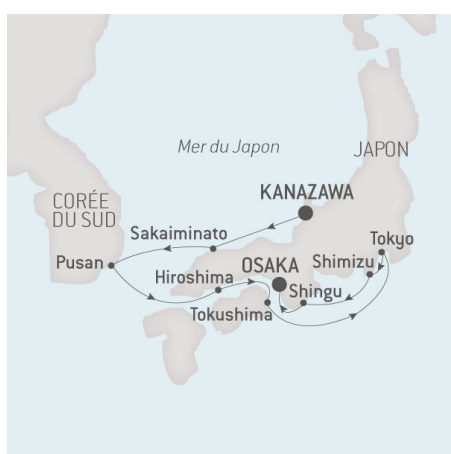 Mer du Japon
JAPON
KANAZAWA
CORÉE
DU SUD
Sakaiminato
Tokyo
Pusan
OSAKA
Shimizu
Hiroshima
Shingu
Tokushima